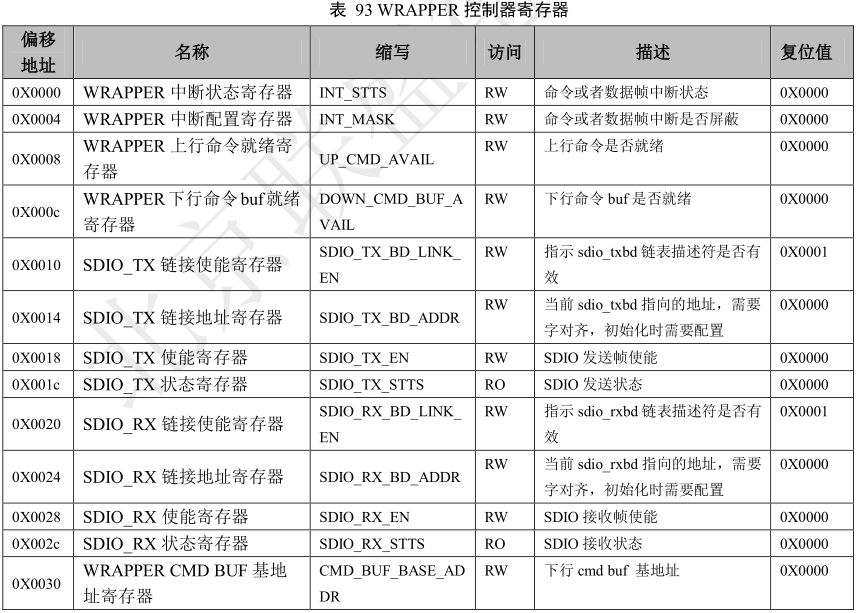 表 93 WRAPPER 控制器寄存器
偏移地址 名称 缩写 访问 描述 复位值
0X0000 WRAPPER 中断状态寄存器 INT_STTS RW 命令或者数据帧中断状态 0X0000
0X0004 WRAPPER 中断配置寄存器 INT_MASK RW 命令或者数据帧中断是否屏蔽 0X0000
0X0008 WRAPPER 上行命令就绪寄存器 UP_CMD_AVAIL RW 上行命令是否就绪 0X0000
0X000c WRAPPER 下行命令 buf 就绪寄存器 DOWN_CMD_BUF_AVAIL RW 下行命令 buf 是否就绪 0X0000
0X0010 SDIO_TX 链接使能寄存器 SDIO_TX_BD_LINK_EN RW 指示 sdio_txbd 链表描述符是否有效 0X0001
0X0014 SDIO_TX 链接地址寄存器 SDIO_TX_BD_ADDR RW 当前 sdio_txbd 指向的地址，需要字对齐，初始化时需要配置 0X0000
0X0018 SDIO_TX 使能寄存器 SDIO_TX_EN RW SDIO 发送帧使能 0X0000
0X001c SDIO_TX 状态寄存器 SDIO_TX_STTS RO SDIO 发送状态 0X0000
0X0020 SDIO_RX 链接使能寄存器 SDIO_RX_BD_LINK_EN RW 指示 sdio_rxbd 链表描述符是否有效 0X0001
0X0024 SDIO_RX 链接地址寄存器 SDIO_RX_BD_ADDR RW 当前 sdio_rxbd 指向的地址，需要字对齐，初始化时需要配置 0X0000
0X0028 SDIO_RX 使能寄存器 SDIO_RX_EN RW SDIO 接收帧使能 0X0000
0X002c SDIO_RX 状态寄存器 SDIO_RX_STTS RO SDIO 接收状态 0X0000
0X0030 WRAPPER CMD BUF 基地址寄存器 CMD_BUF_BASE_ADDR RW 下行 cmd buf 基地址 0X0000
北京联盛